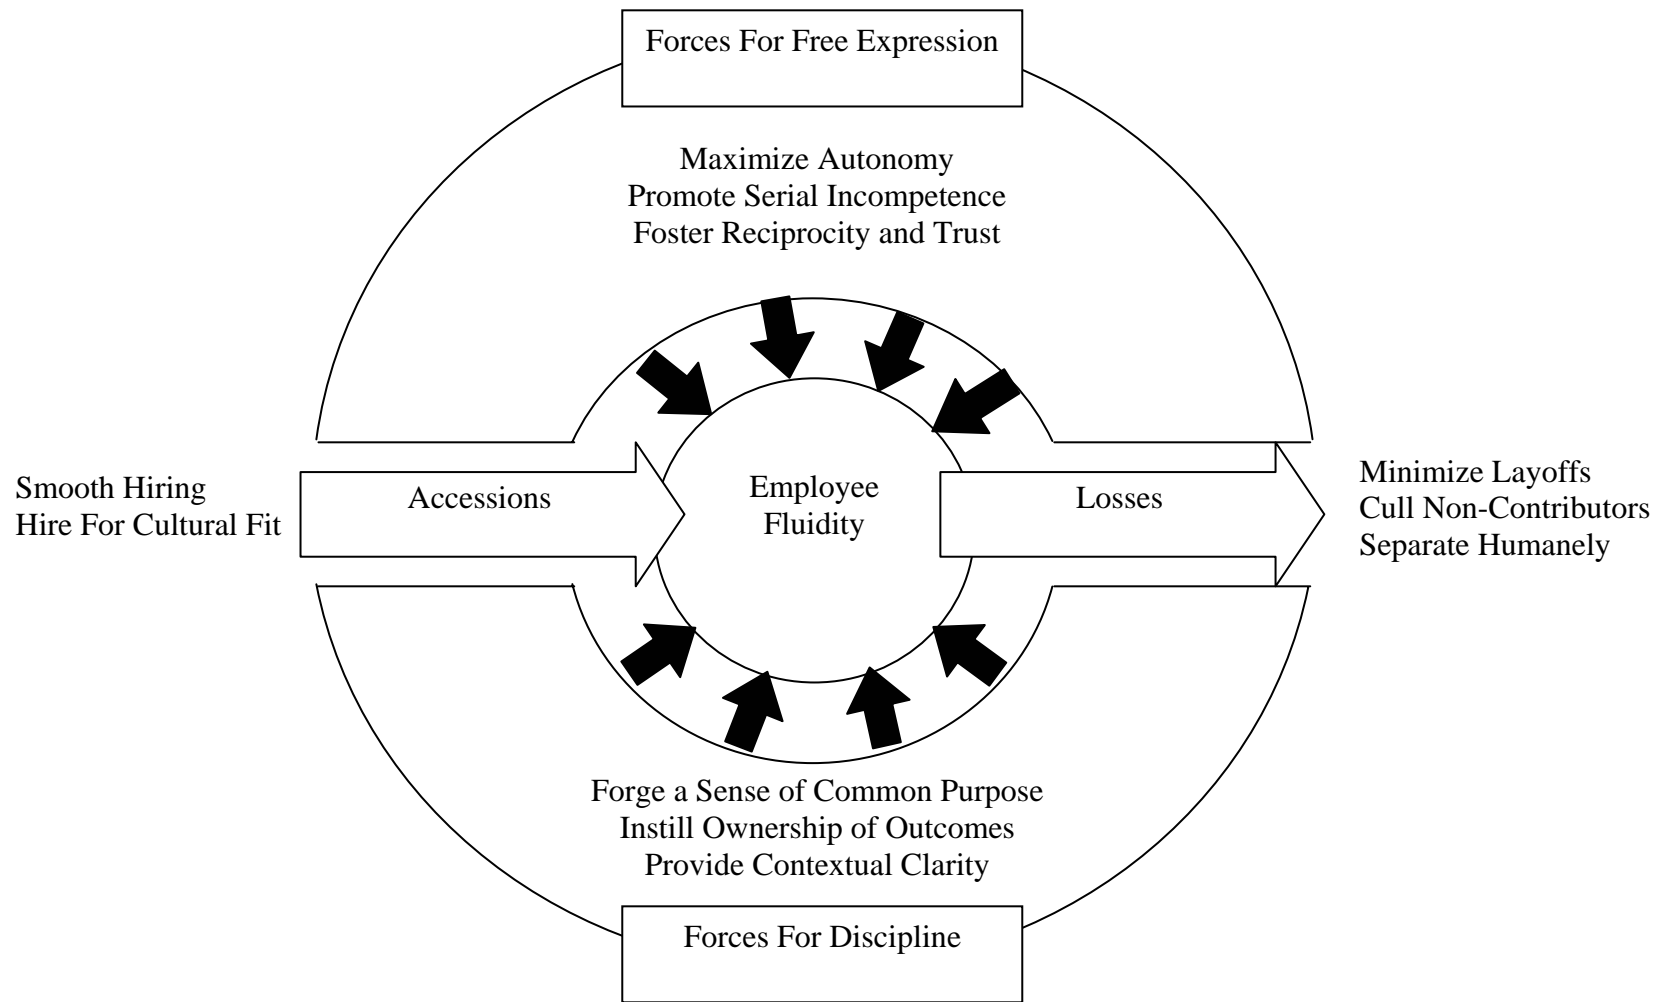 Forces For Free Expression
Maximize Autonomy
Promote Serial Incompetence
Foster Reciprocity and Trust
Smooth Hiring
Hire For Cultural Fit
Accessions
Employee
Fluidity
Losses
Minimize Layoffs
Cull Non-Contributors
Separate Humanely
Forge a Sense of Common Purpose
Instill Ownership of Outcomes
Provide Contextual Clarity
Forces For Discipline